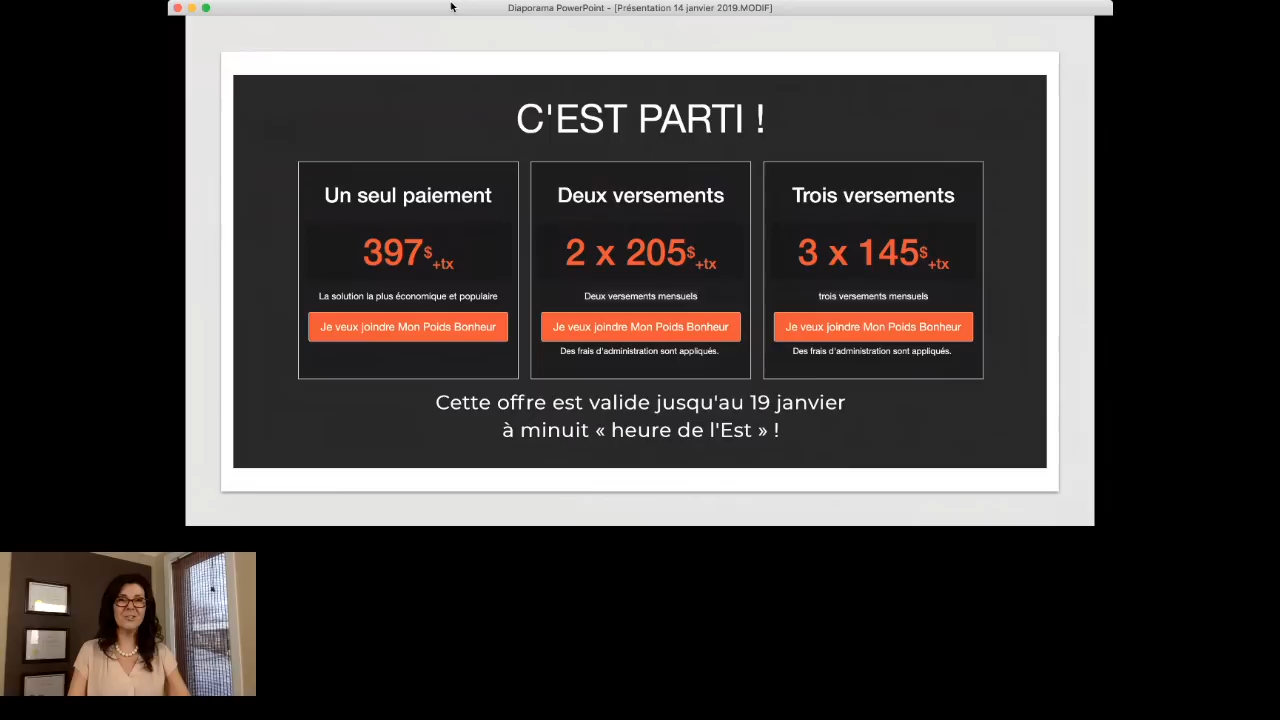 Diaporama PowerPoint - [Présentation 14 janvier 2019.MODIF]
C'EST PARTI !
Un seul paiement
397$+tx
La solution la plus économique et populaire
Je veux joindre Mon Poids Bonheur
Deux versements
2 x 205$+tx
Deux versements mensuels
Je veux joindre Mon Poids Bonheur
Des frais d'administration sont appliqués.
Trois versements
3 x 145$+tx
trois versements mensuels
Je veux joindre Mon Poids Bonheur
Des frais d'administration sont appliqués.
Cette offre est valide jusqu'au 19 janvier
à minuit « heure de l'Est » !